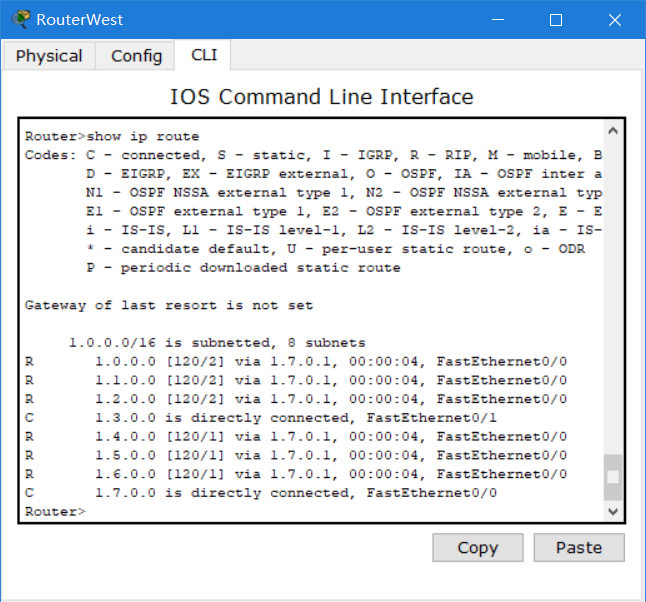 RouterWest
Physical Config CLI
IOS Command Line Interface
Router>show ip route
Codes: C - connected, S - static, I - IGRP, R - RIP, M - mobile, B
D - EIGRP, EX - EIGRP external, O - OSPF, IA - OSPF inter a
N1 - OSPF NSSA external type 1, N2 - OSPF NSSA external typ
E1 - OSPF external type 1, E2 - OSPF external type 2, E - E
i - IS-IS, L1 - IS-IS level-1, L2 - IS-IS level-2, ia - IS-
* - candidate default, U - per-user static route, o - ODR
P - periodic downloaded static route
Gateway of last resort is not set
1.0.0.0/16 is subnetted, 8 subnets
R 1.0.0.0 [120/2] via 1.7.0.1, 00:00:04, FastEthernet0/0
R 1.1.0.0 [120/2] via 1.7.0.1, 00:00:04, FastEthernet0/0
R 1.2.0.0 [120/2] via 1.7.0.1, 00:00:04, FastEthernet0/0
C 1.3.0.0 is directly connected, FastEthernet0/1
R 1.4.0.0 [120/1] via 1.7.0.1, 00:00:04, FastEthernet0/0
R 1.5.0.0 [120/1] via 1.7.0.1, 00:00:04, FastEthernet0/0
R 1.6.0.0 [120/1] via 1.7.0.1, 00:00:04, FastEthernet0/0
C 1.7.0.0 is directly connected, FastEthernet0/0
Router>
Copy Paste